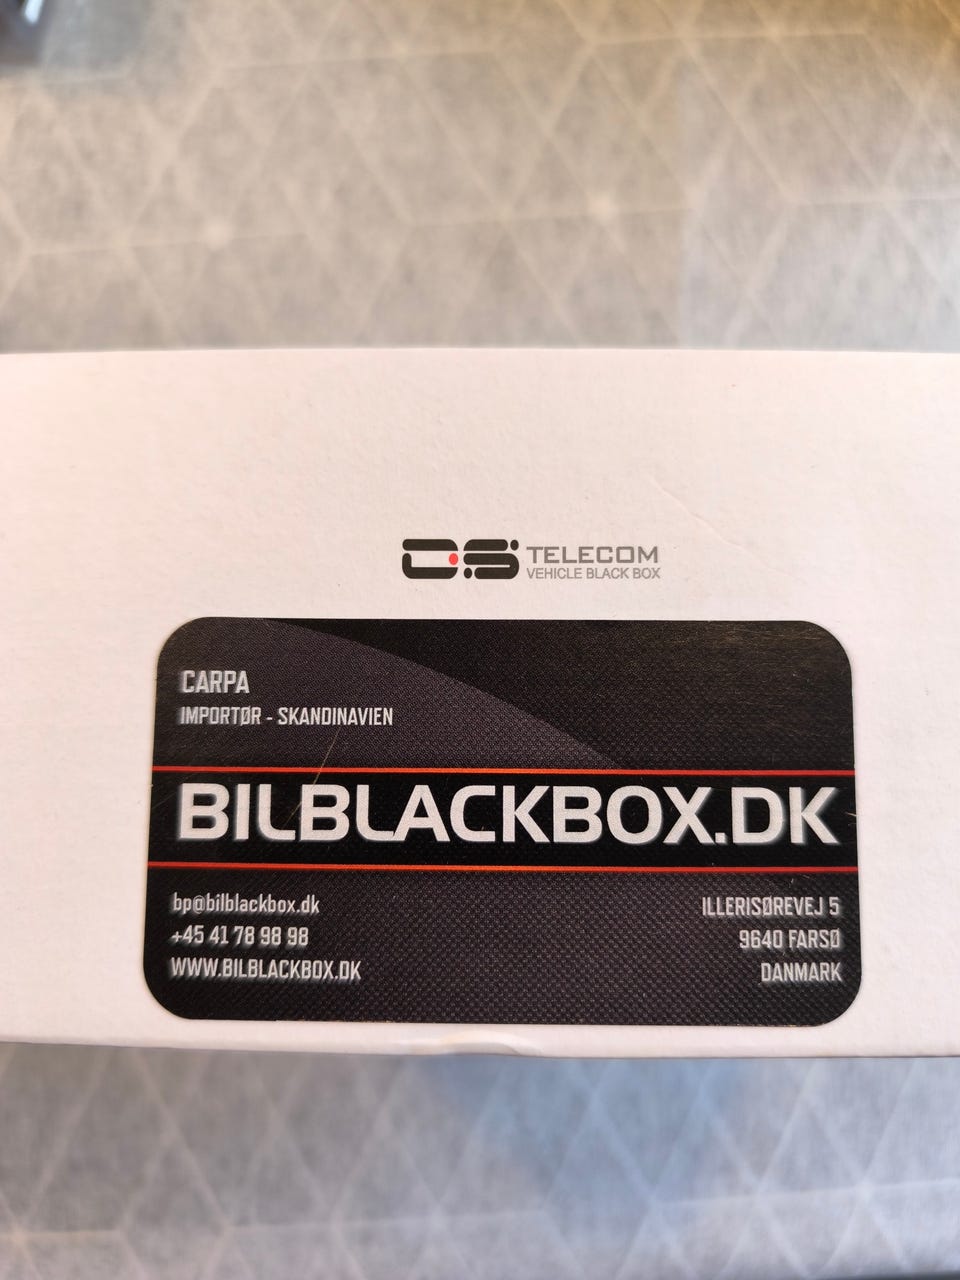 DS TELECOM
VEHICLE BLACK BOX
CARPA
IMPORTØR - SKANDINAVIEN
BILBLACKBOX.DK
bp@bilblackbox.dk
+45 41 78 98 98
WWW.BILBLACKBOX.DK
ILLERISØREVEJ 5
9640 FARSØ
DANMARK